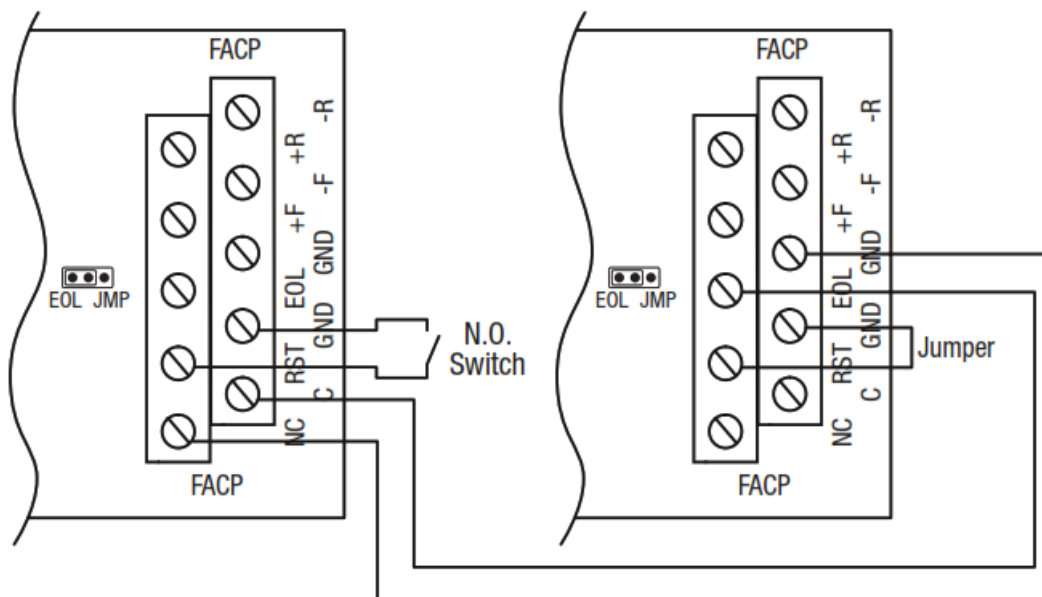 FACP
-R
+R
-F
+F
GND
EOL
GND
RST
C
NC
FACP
EOL JMP
N.O.
Switch
FACP
-R
+R
-F
+F
GND
EOL
GND
RST
C
NC
FACP
EOL JMP
Jumper